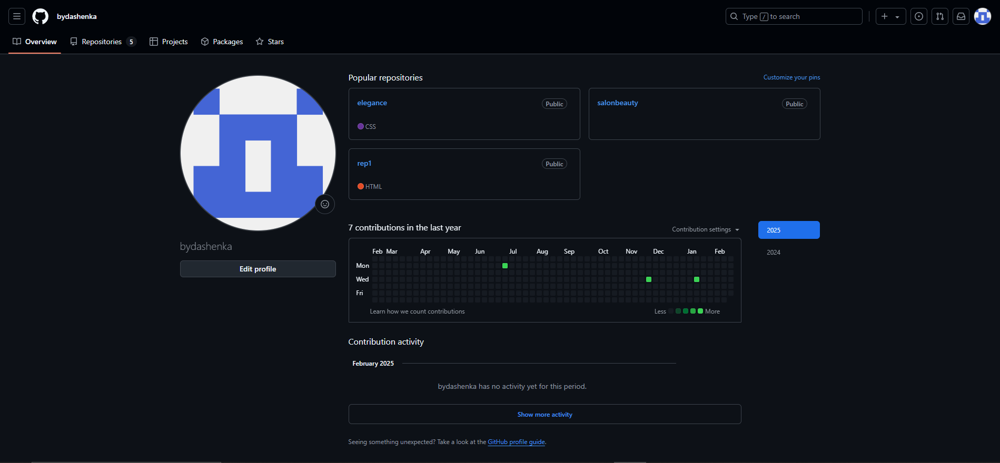 bydashenka
Type / to search
Overview Repositories 5 Projects Packages Stars
Popular repositories
Customize your pins
elegance Public
CSS
salonbeauty Public
rep1 Public
HTML
bydashenka
Edit profile
7 contributions in the last year
Contribution settings
2025
2024
Feb Mar Apr May Jun Jul Aug Sep Oct Nov Dec Jan Feb
Mon
Wed
Fri
Learn how we count contributions
Less More
Contribution activity
February 2025
bydashenka has no activity yet for this period.
Show more activity
Seeing something unexpected? Take a look at the GitHub profile guide.